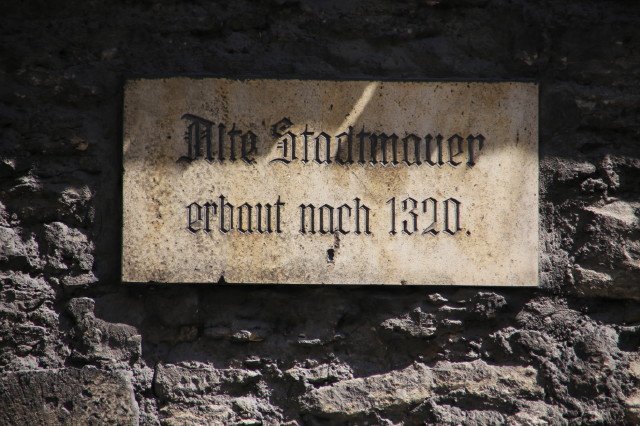 Alte Stadtmauer
erbaut nach 1320.